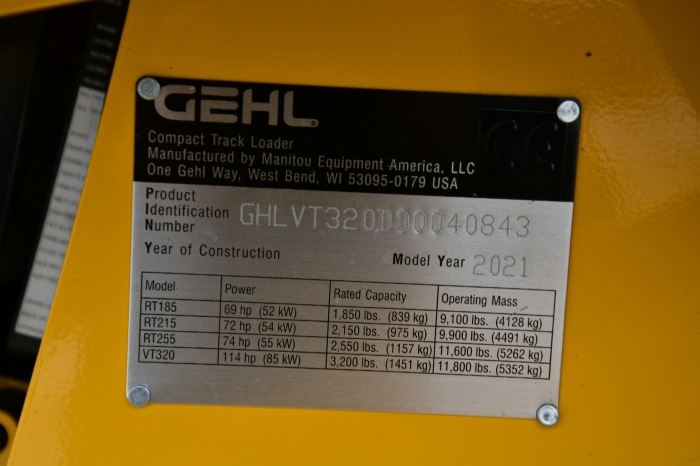 GEHL
CE
Compact Track Loader
Manufactured by Manitou Equipment America, LLC
One Gehl Way, West Bend, WI 53095-0179 USA
Product
Identification
Number
GHLVT320D00040843
Year of Construction
Model Year 2021
Model Power Rated Capacity Operating Mass
RT185 69 hp (52 kW) 1,850 lbs. (839 kg) 9,100 lbs. (4128 kg)
RT215 72 hp (54 kW) 2,150 lbs. (975 kg) 9,900 lbs. (4491 kg)
RT255 74 hp (55 kW) 2,550 lbs. (1157 kg) 11,600 lbs. (5262 kg)
VT320 114 hp (85 kW) 3,200 lbs. (1451 kg) 11,800 lbs. (5352 kg)